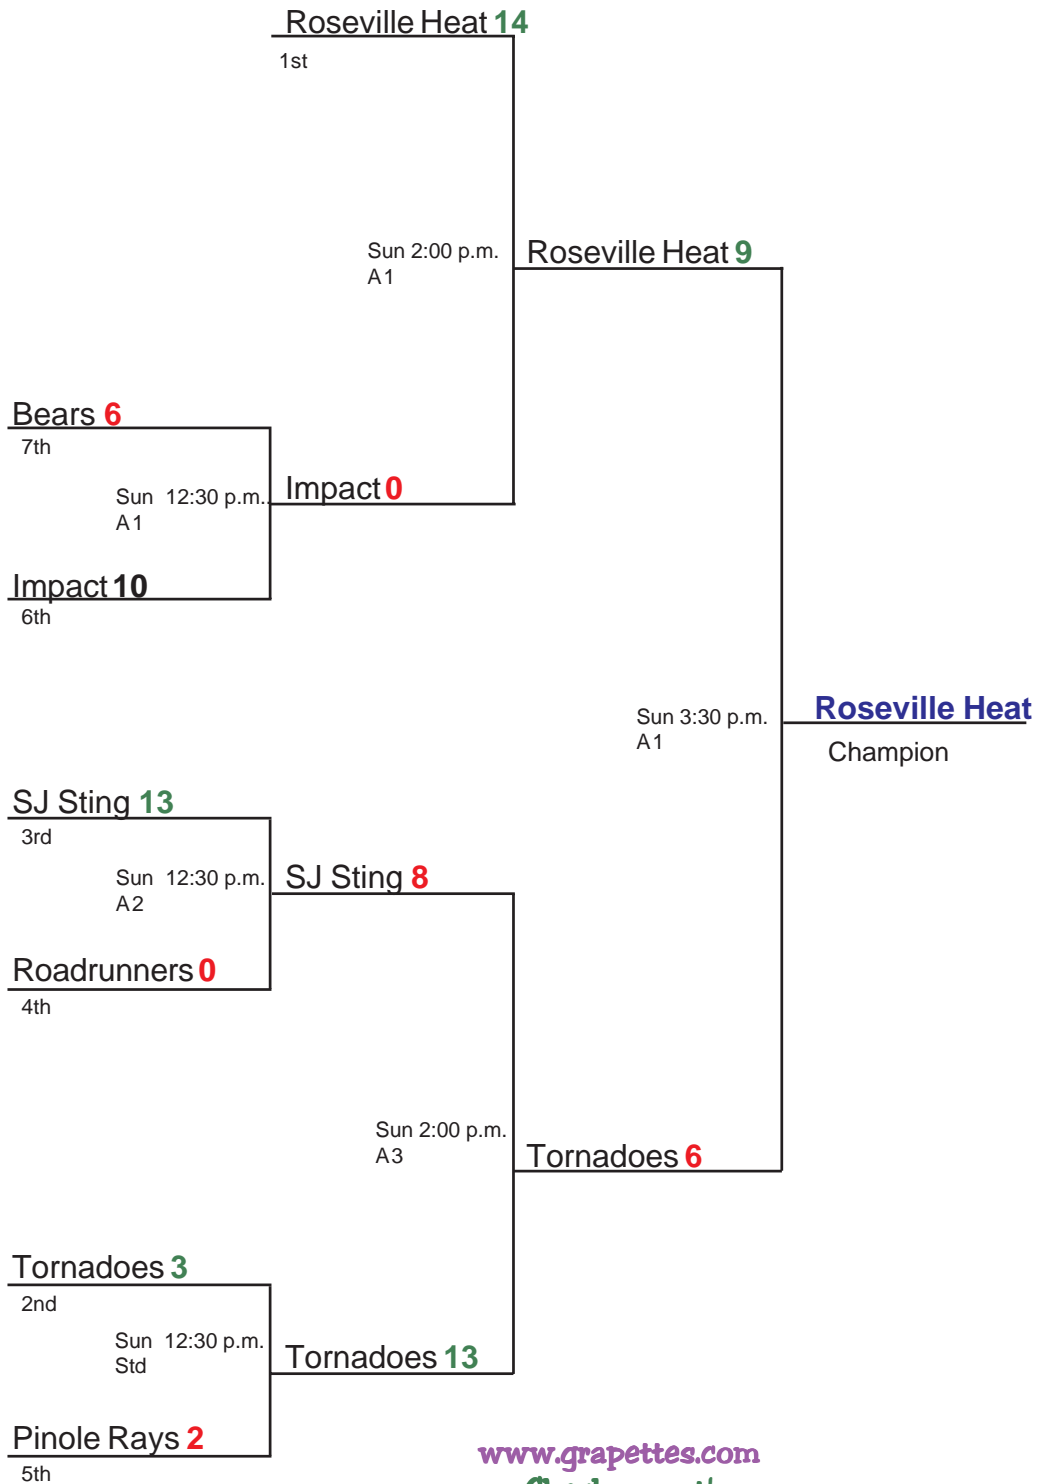 Roseville Heat 14
1st
Sun 2:00 p.m.
A1
Roseville Heat 9
Bears 6
7th
Sun 12:30 p.m.
A1
Impact 0
Impact 10
6th
Sun 3:30 p.m.
A1
Roseville Heat
Champion
SJ Sting 13
3rd
Sun 12:30 p.m.
A2
SJ Sting 8
Roadrunners 0
4th
Sun 2:00 p.m.
A3
Tornadoes 6
Tornadoes 3
2nd
Sun 12:30 p.m.
Std
Tornadoes 13
Pinole Rays 2
5th
www.grapettes.com